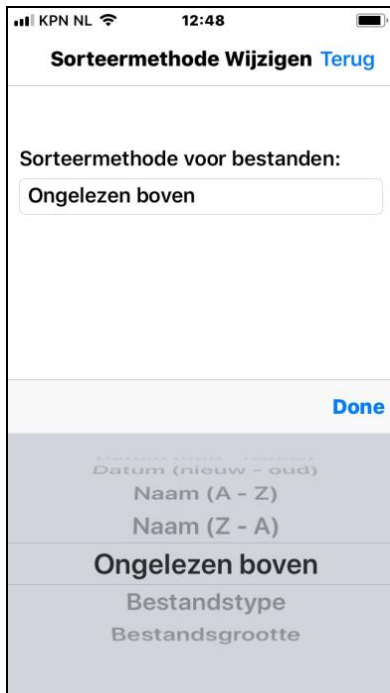 KPN NL 12:48
Sorteermethode Wijzigen Terug
Sorteermethode voor bestanden:
Ongelezen boven
Done
Datum (nieuw - oud)
Naam (A - Z)
Naam (Z - A)
Ongelezen boven
Bestandstype
Bestandsgrootte